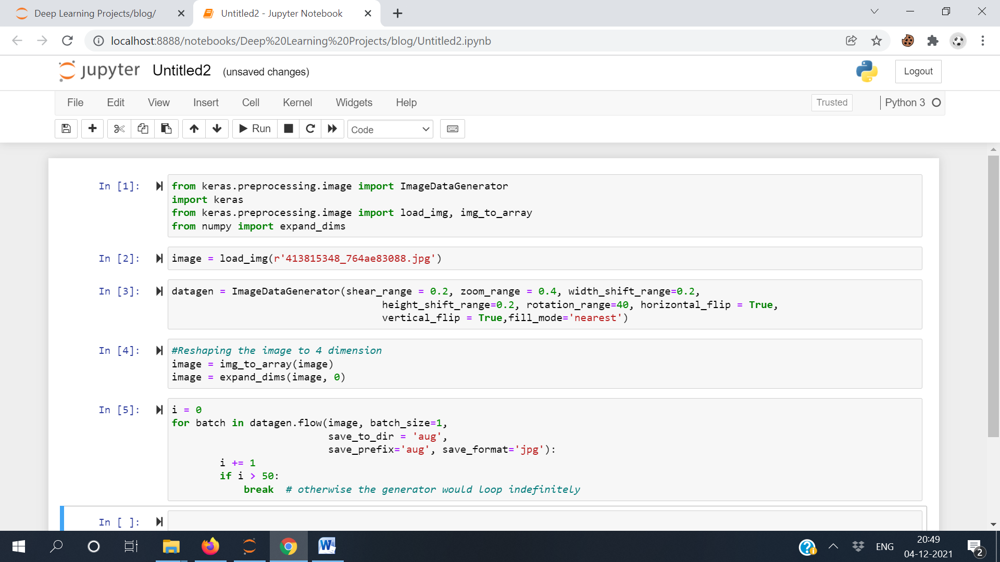 Deep Learning Projects/blog/
Untitled2 - Jupyter Notebook
localhost:8888/notebooks/Deep%20Learning%20Projects/blog/Untitled2.ipynb
jupyter Untitled2 (unsaved changes)
Logout
File Edit View Insert Cell Kernel Widgets Help
Trusted
Python 3
Run
Code
In [1]:
from keras.preprocessing.image import ImageDataGenerator
import keras
from keras.preprocessing.image import load_img, img_to_array
from numpy import expand_dims
In [2]:
image = load_img(r'413815348_764ae83088.jpg')
In [3]:
datagen = ImageDataGenerator(shear_range = 0.2, zoom_range = 0.4, width_shift_range=0.2,
height_shift_range=0.2, rotation_range=40, horizontal_flip = True,
vertical_flip = True,fill_mode='nearest')
In [4]:
#Reshaping the image to 4 dimension
image = img_to_array(image)
image = expand_dims(image, 0)
In [5]:
i = 0
for batch in datagen.flow(image, batch_size=1,
save_to_dir = 'aug',
save_prefix='aug', save_format='jpg'):
i += 1
if i > 50:
break # otherwise the generator would loop indefinitely
In [ ]:
W
ENG
20:49
04-12-2021
2